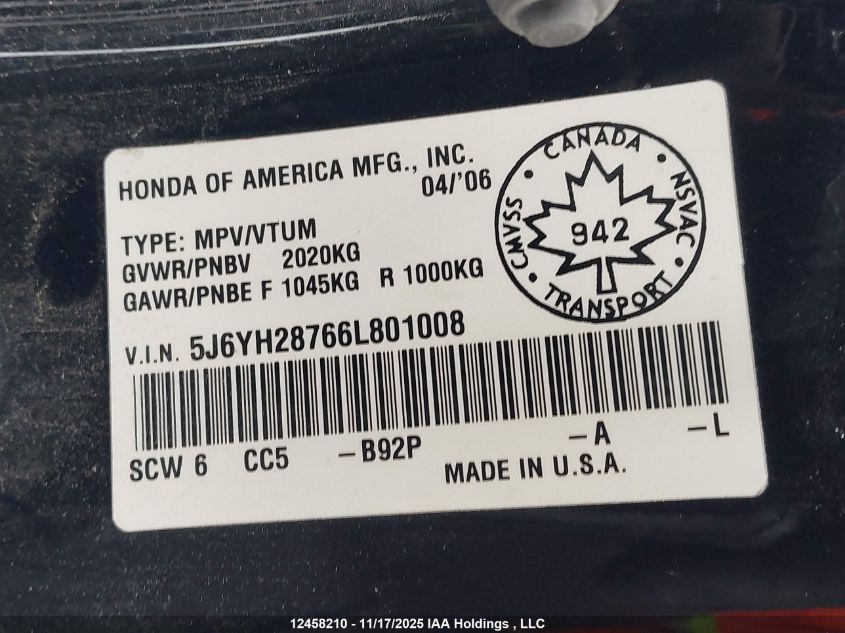 HONDA OF AMERICA MFG., INC.
04/'06
TYPE: MPV/VTUM
GVWR/PNBV 2020KG
GAWR/PNBE F 1045KG R 1000KG
V.I.N. 5J6YH28766L801008
SCW 6 CC5 -B92P -A -L
MADE IN U.S.A.
CANADA
CMVSS • NSVAC
942
TRANSPORT
12458210 - 11/17/2025 IAA Holdings , LLC